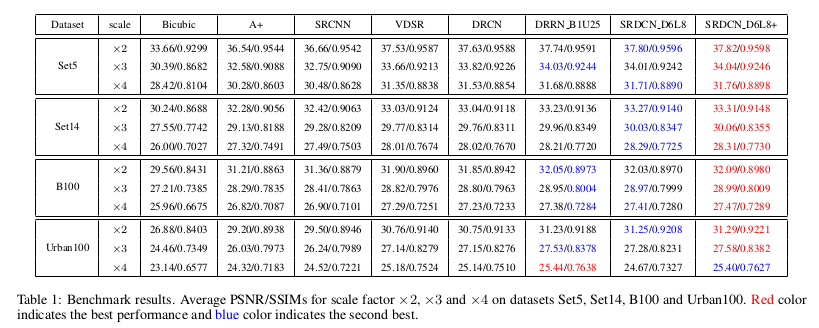 Dataset scale Bicubic A+ SRCNN VDSR DRCN DRRN_B1U25 SRDCN_D6L8 SRDCN_D6L8+
×2 33.66/0.9299 36.54/0.9544 36.66/0.9542 37.53/0.9587 37.63/0.9588 37.74/0.9591 37.80/0.9596 37.82/0.9598
Set5 ×3 30.39/0.8682 32.58/0.9088 32.75/0.9090 33.66/0.9213 33.82/0.9226 34.03/0.9244 34.01/0.9242 34.04/0.9246
×4 28.42/0.8104 30.28/0.8603 30.48/0.8628 31.35/0.8838 31.53/0.8854 31.68/0.8888 31.71/0.8890 31.76/0.8898
×2 30.24/0.8688 32.28/0.9056 32.42/0.9063 33.03/0.9124 33.04/0.9118 33.23/0.9136 33.27/0.9140 33.31/0.9148
Set14 ×3 27.55/0.7742 29.13/0.8188 29.28/0.8209 29.77/0.8314 29.76/0.8311 29.96/0.8349 30.03/0.8347 30.06/0.8355
×4 26.00/0.7027 27.32/0.7491 27.49/0.7503 28.01/0.7674 28.02/0.7670 28.21/0.7720 28.29/0.7725 28.31/0.7730
×2 29.56/0.8431 31.21/0.8863 31.36/0.8879 31.90/0.8960 31.85/0.8942 32.05/0.8973 32.03/0.8970 32.09/0.8980
B100 ×3 27.21/0.7385 28.29/0.7835 28.41/0.7863 28.82/0.7976 28.80/0.7963 28.95/0.8004 28.97/0.7999 28.99/0.8009
×4 25.96/0.6675 26.82/0.7087 26.90/0.7101 27.29/0.7251 27.23/0.7233 27.38/0.7284 27.41/0.7280 27.47/0.7289
×2 26.88/0.8403 29.20/0.8938 29.50/0.8946 30.76/0.9140 30.75/0.9133 31.23/0.9188 31.25/0.9208 31.29/0.9221
Urban100 ×3 24.46/0.7349 26.03/0.7973 26.24/0.7989 27.14/0.8279 27.15/0.8276 27.53/0.8378 27.28/0.8231 27.58/0.8382
×4 23.14/0.6577 24.32/0.7183 24.52/0.7221 25.18/0.7524 25.14/0.7510 25.44/0.7638 24.67/0.7327 25.40/0.7627
Table 1: Benchmark results. Average PSNR/SSIMs for scale factor ×2, ×3 and ×4 on datasets Set5, Set14, B100 and Urban100. Red color
indicates the best performance and blue color indicates the second best.